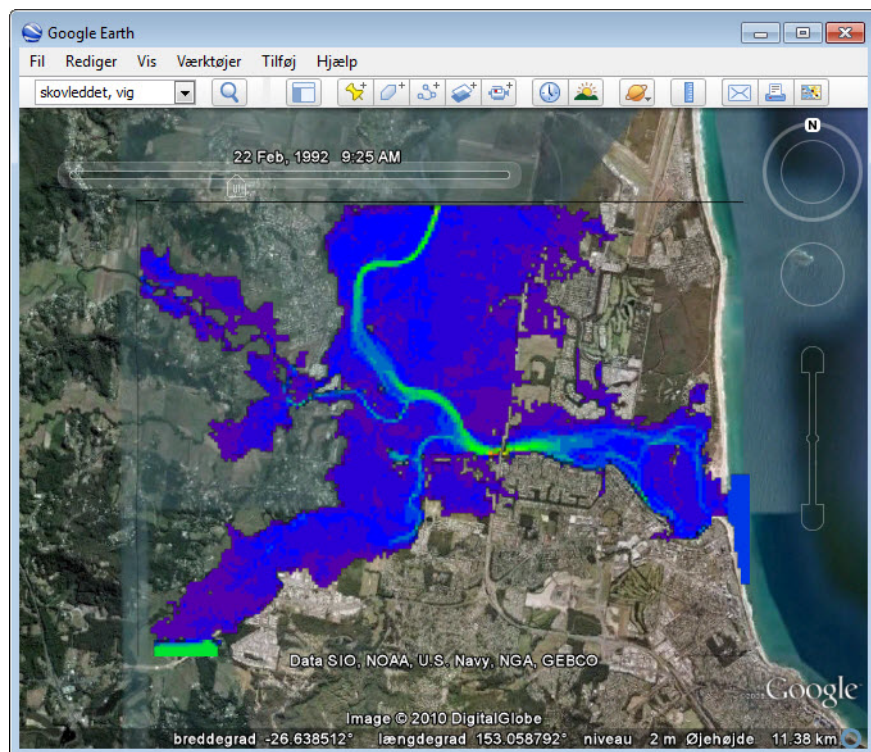 Google Earth
Fil Rediger Vis Værktøjer Tilføj Hjælp
skovleddet, vig
N
22 Feb, 1992 9:25 AM
Data SIO, NOAA, U.S. Navy, NGA, GEBCO
Google
Image © 2010 DigitalGlobe
breddegrad -26.638512° længdegrad 153.058792° niveau 2 m Øjehøjde 11.38 km